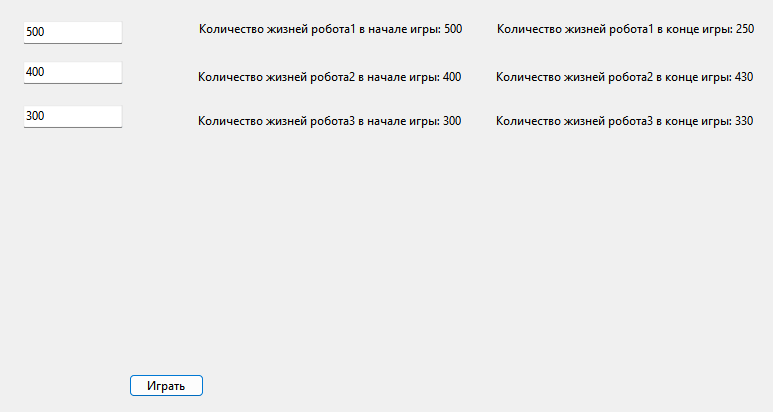 500 Количество жизней робота1 в начале игры: 500 Количество жизней робота1 в конце игры: 250
400 Количество жизней робота2 в начале игры: 400 Количество жизней робота2 в конце игры: 430
300 Количество жизней робота3 в начале игры: 300 Количество жизней робота3 в конце игры: 330
Играть